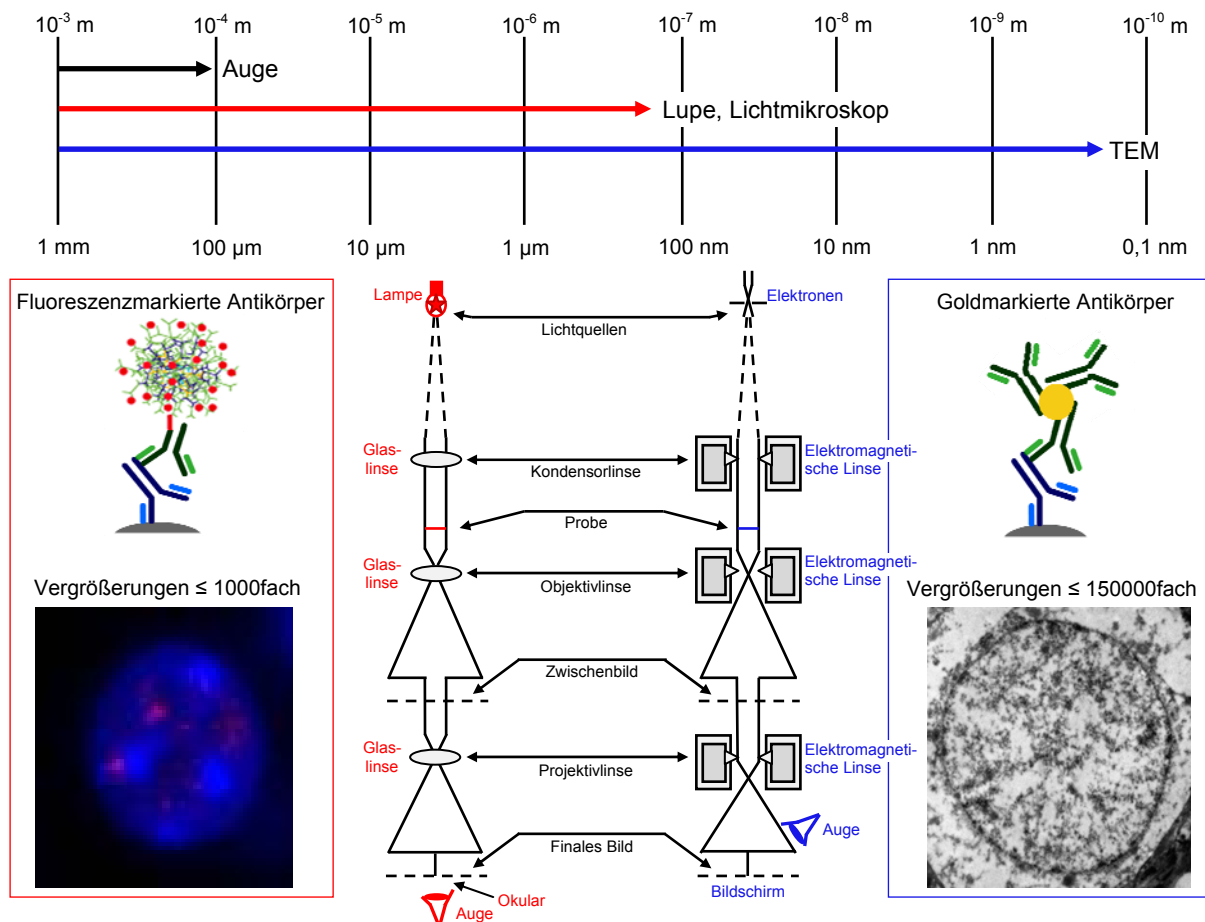 10-3 m 10-4 m 10-5 m 10-6 m 10-7 m 10-8 m 10-9 m 10-10 m
Auge
Lupe, Lichtmikroskop
TEM
1 mm 100 µm 10 µm 1 µm 100 nm 10 nm 1 nm 0,1 nm
Fluoreszenzmarkierte Antikörper
Vergrößerungen ≤ 1000fach
Lampe
Elektronen
Lichtquellen
Glas-
linse
Kondensorlinse
Elektromagneti-
sche Linse
Probe
Glas-
linse
Objektivlinse
Elektromagneti-
sche Linse
Zwischenbild
Glas-
linse
Projektivlinse
Elektromagneti-
sche Linse
Auge
Finales Bild
Bildschirm
Okular
Auge
Goldmarkierte Antikörper
Vergrößerungen ≤ 150000fach